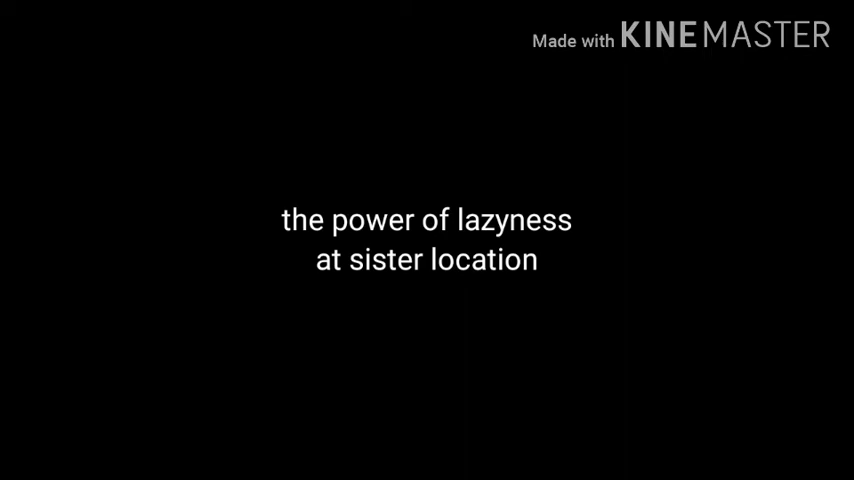 Made with KINEMASTER
the power of lazyness
at sister location